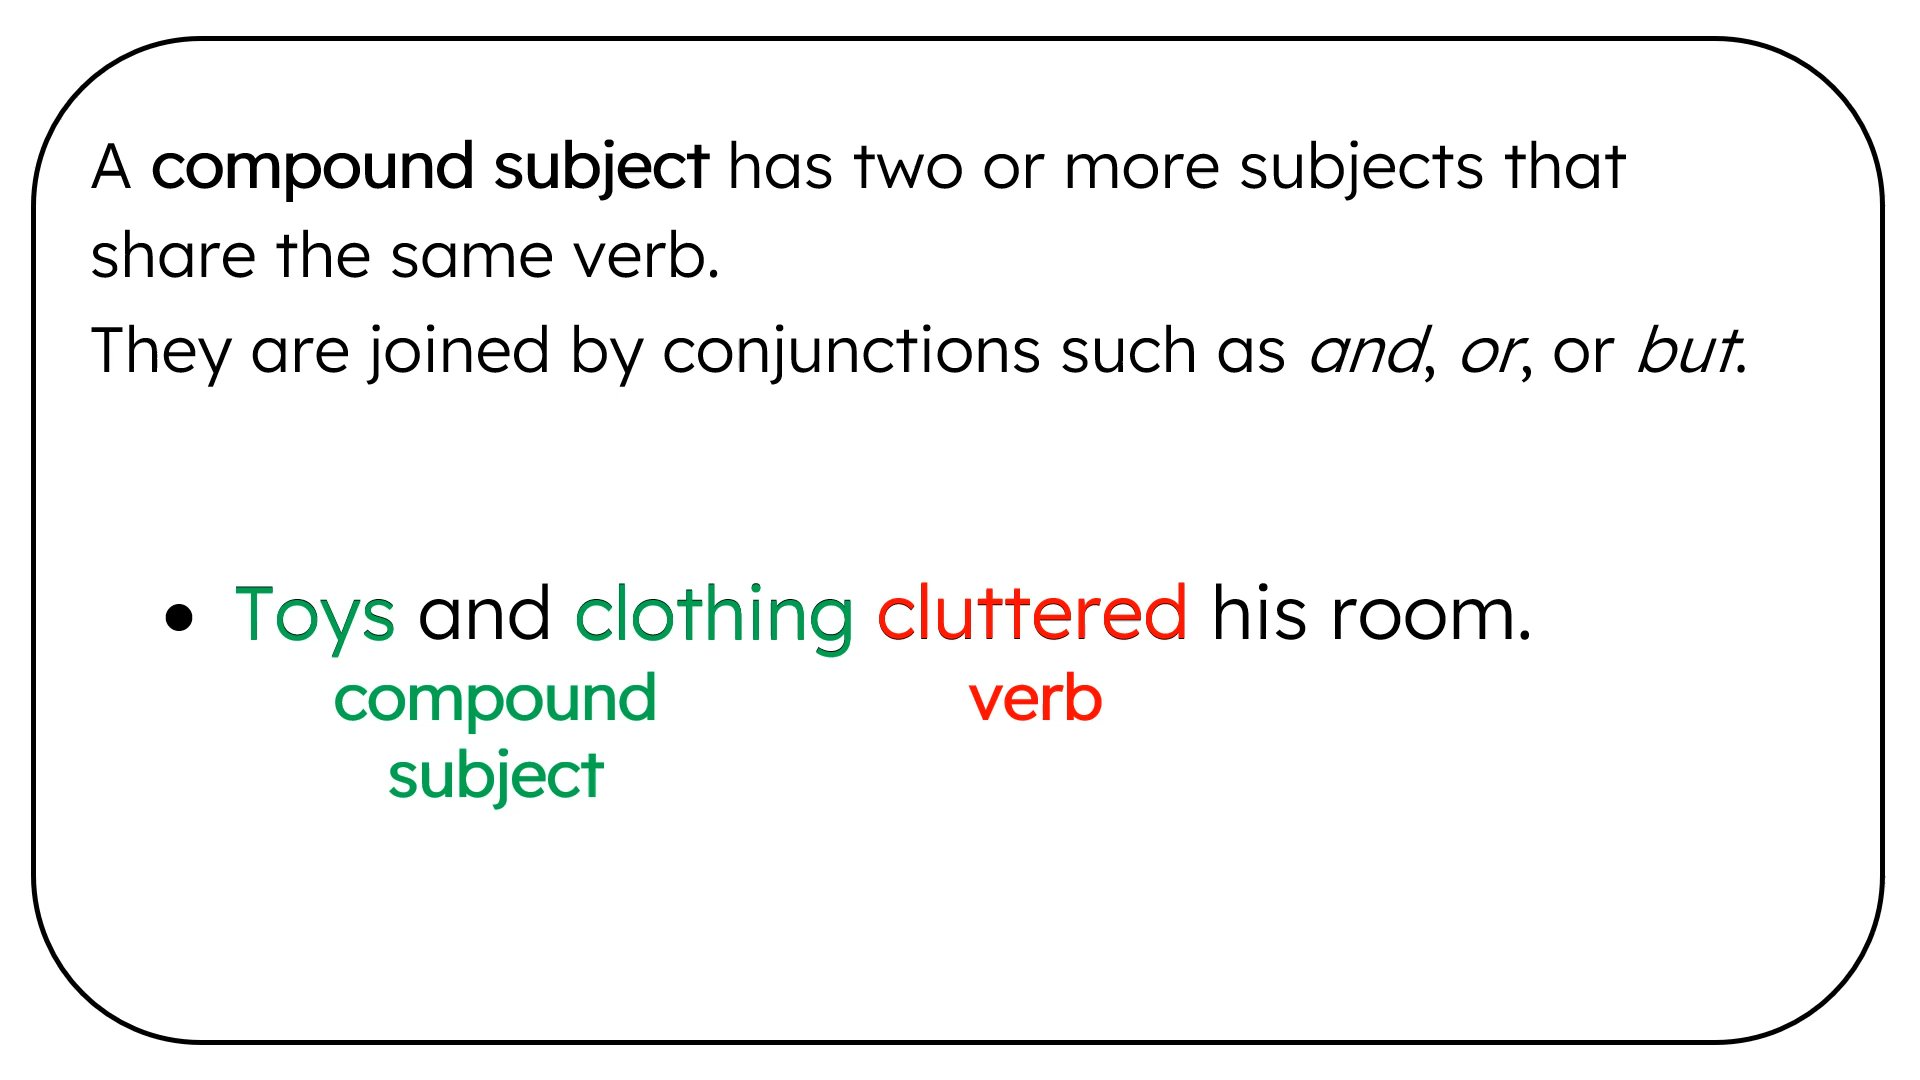 A compound subject has two or more subjects that
share the same verb.
They are joined by conjunctions such as and, or, or but.
• Toys and clothing cluttered his room.
compound verb
subject